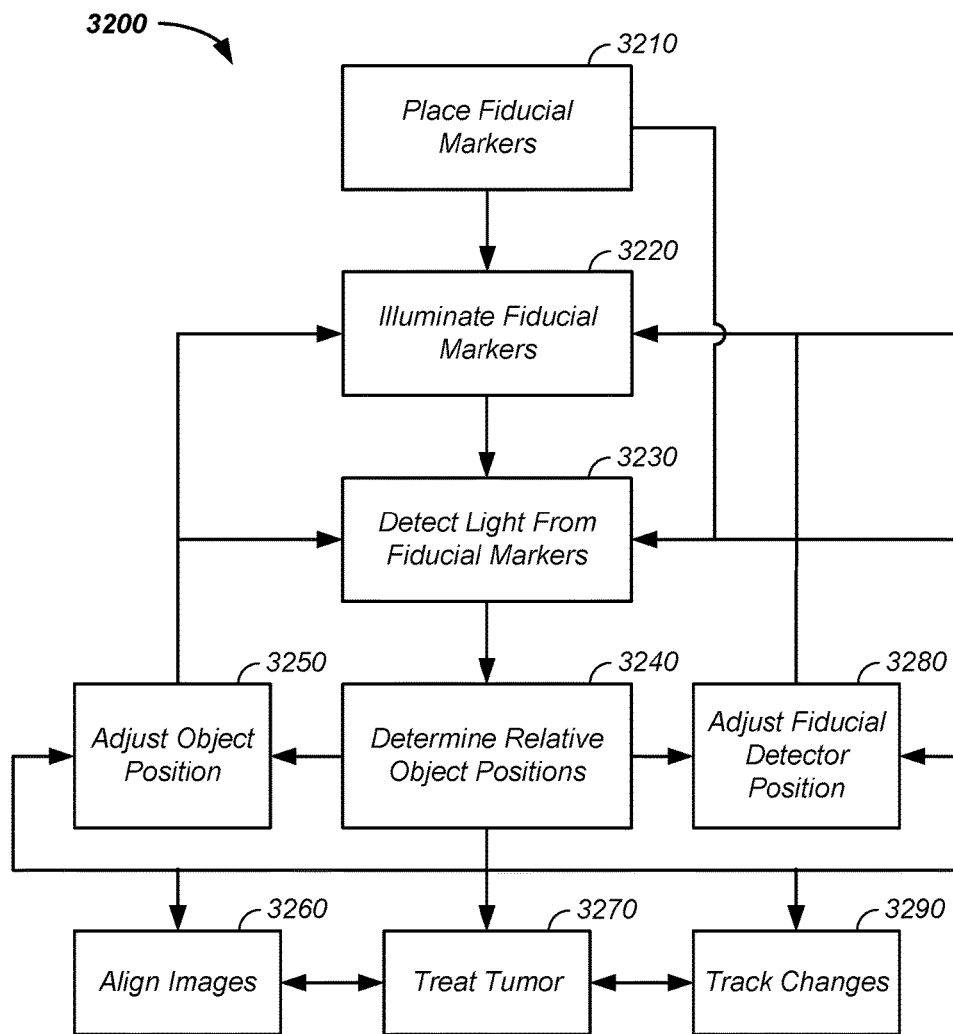 3200
3210
Place Fiducial
Markers
3220
Illuminate Fiducial
Markers
3230
Detect Light From
Fiducial Markers
3250
Adjust Object
Position
3240
Determine Relative
Object Positions
3280
Adjust Fiducial
Detector
Position
3260
Align Images
3270
Treat Tumor
3290
Track Changes